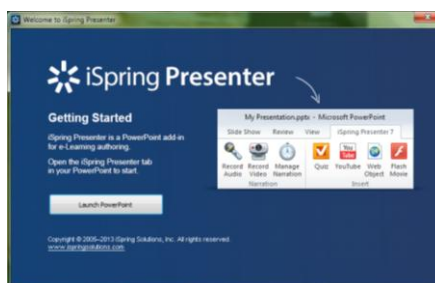 Welcome to iSpring Presenter
iSpring Presenter
Getting Started
iSpring Presenter is a PowerPoint add-in
for e-Learning authoring.
Open the iSpring Presenter tab
in your PowerPoint to start.
Launch PowerPoint
My Presentation.pptx - Microsoft PowerPoint
Slide Show Review View iSpring Presenter 7
Record Audio Record Video Manage Narration Quiz YouTube Web Object Flash Movie
Narration Insert
Copyright © 2005-2013 iSpring Solutions, Inc. All rights reserved.
www.ispringsolutions.com